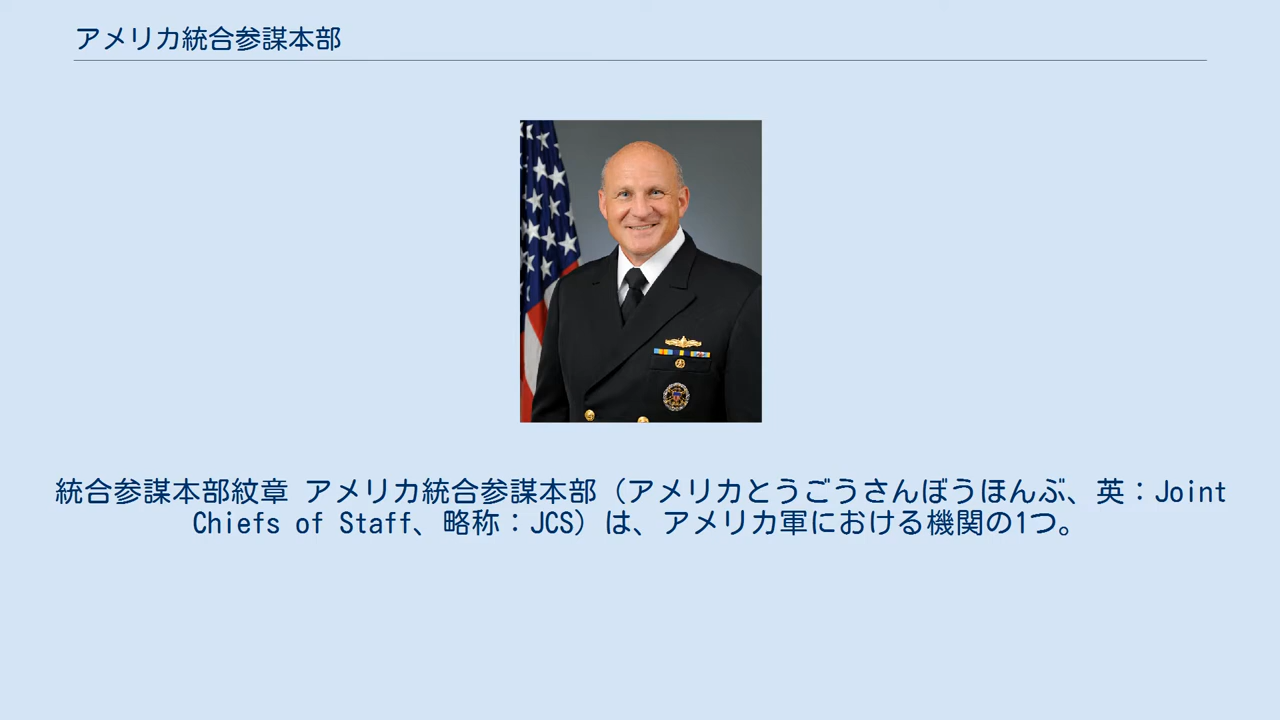 アメリカ統合参謀本部
統合参謀本部紋章 アメリカ統合参謀本部（アメリカとうごうさんぼうほんぶ、英：Joint
Chiefs of Staff、略称：JCS）は、アメリカ軍における機関の1つ。